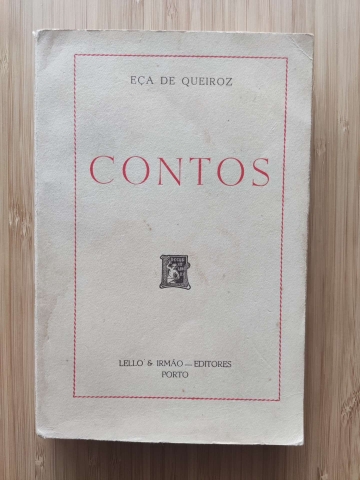 EÇA DE QUEIROZ
CONTOS
LELLO & IRMÃO — EDITORES
PORTO